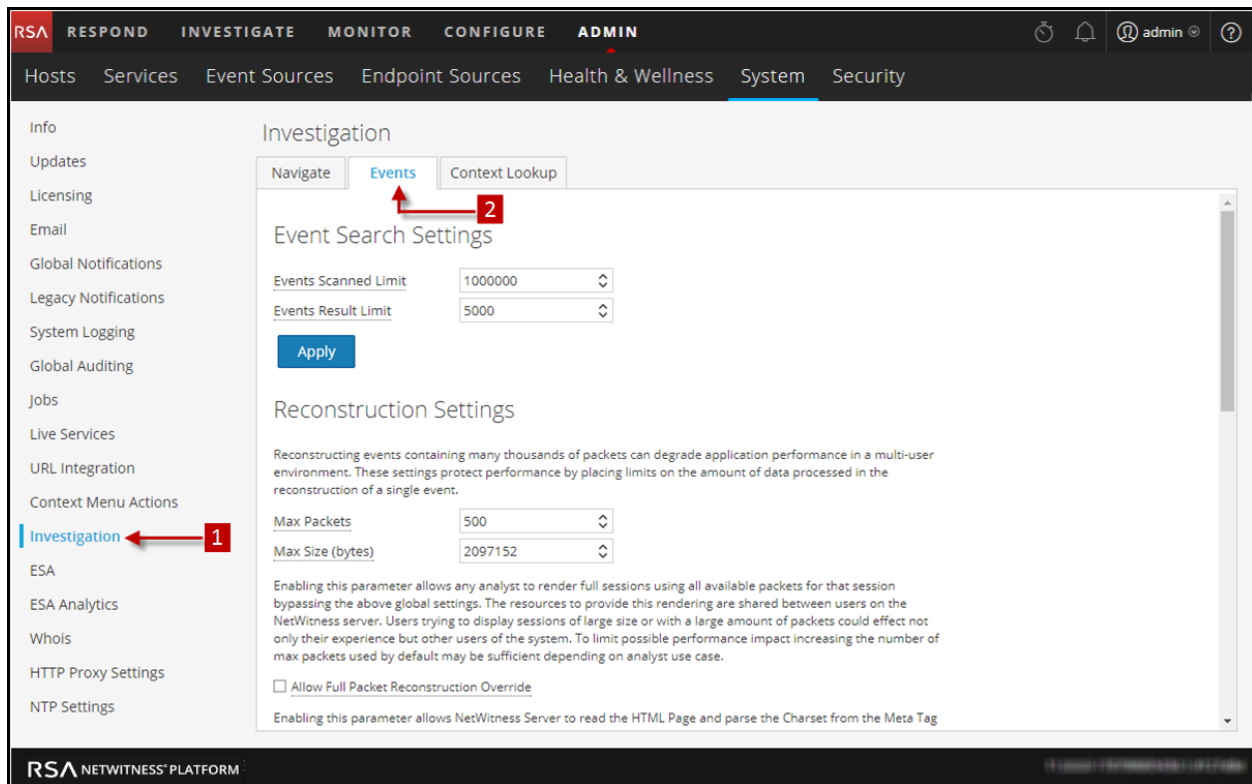 RSA RESPOND INVESTIGATE MONITOR CONFIGURE ADMIN admin
Hosts Services Event Sources Endpoint Sources Health & Wellness System Security
Info
Updates
Licensing
Email
Global Notifications
Legacy Notifications
System Logging
Global Auditing
Jobs
Live Services
URL Integration
Context Menu Actions
Investigation 1
ESA
ESA Analytics
Whois
HTTP Proxy Settings
NTP Settings
Investigation
Navigate Events Context Lookup
2
Event Search Settings
Events Scanned Limit 1000000
Events Result Limit 5000
Apply
Reconstruction Settings
Reconstructing events containing many thousands of packets can degrade application performance in a multi-user
environment. These settings protect performance by placing limits on the amount of data processed in the
reconstruction of a single event.
Max Packets 500
Max Size (bytes) 2097152
Enabling this parameter allows any analyst to render full sessions using all available packets for that session
bypassing the above global settings. The resources to provide this rendering are shared between users on the
NetWitness server. Users trying to display sessions of large size or with a large amount of packets could effect not
only their experience but other users of the system. To limit possible performance impact increasing the number of
max packets used by default may be sufficient depending on analyst use case.
Allow Full Packet Reconstruction Override
Enabling this parameter allows NetWitness Server to read the HTML Page and parse the Charset from the Meta Tag
RSA NETWITNESS® PLATFORM